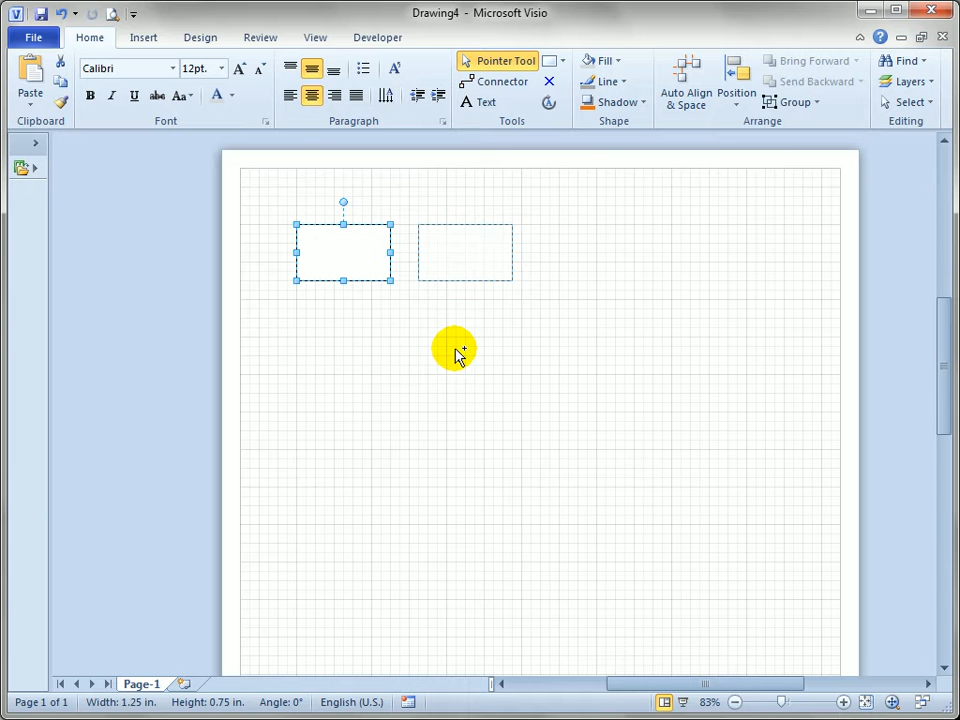 Drawing4 - Microsoft Visio
File Home Insert Design Review View Developer
Paste
Clipboard
Calibri 12pt. A A
B I U abc Aa A
Font
A
Paragraph
Pointer Tool
Connector
A Text A
Tools
Fill
Line
Shadow
Shape
Auto Align & Space
Position
Bring Forward
Send Backward
Group
Arrange
Find
Layers
Select
Editing
Page-1
Page 1 of 1 Width: 1.25 in. Height: 0.75 in. Angle: 0° English (U.S.) 83%